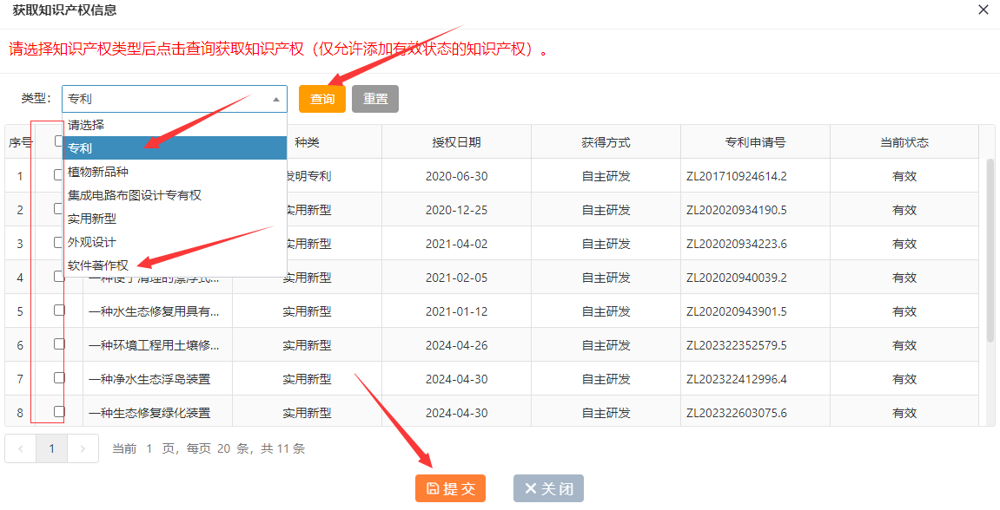 获取知识产权信息
请选择知识产权类型后点击查询获取知识产权（仅允许添加有效状态的知识产权）。
类型： 专利 查询 重置
请选择
专利
植物新品种
集成电路布图设计专有权
实用新型
外观设计
软件著作权
序号 种类 授权日期 获得方式 专利申请号 当前状态
1 发明专利 2020-06-30 自主研发 ZL201710924614.2 有效
2 实用新型 2020-12-25 自主研发 ZL202020934190.5 有效
3 实用新型 2021-04-02 自主研发 ZL202020934223.6 有效
4 一种便于清理的漂浮式... 实用新型 2021-02-05 自主研发 ZL202020940039.2 有效
5 一种水生态修复用具有... 实用新型 2021-01-12 自主研发 ZL202020943901.5 有效
6 一种环境工程用土壤修... 实用新型 2024-04-26 自主研发 ZL202322352579.5 有效
7 一种净水生态浮岛装置 实用新型 2024-04-30 自主研发 ZL202322412996.4 有效
8 一种生态修复绿化装置 实用新型 2024-04-30 自主研发 ZL202322603075.6 有效
1 当前 1 页，每页 20 条，共 11 条
提交 关闭